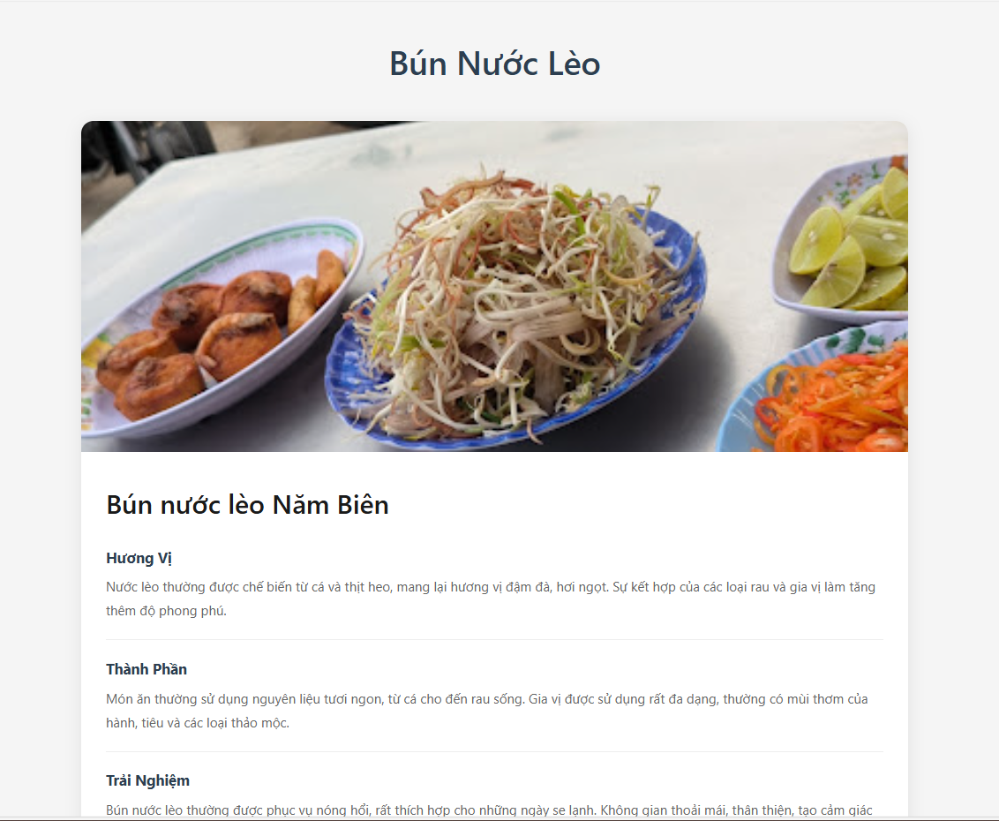 Bún Nước Lèo
Bún nước lèo Năm Biên
Hương Vị
Nước lèo thường được chế biến từ cá và thịt heo, mang lại hương vị đậm đà, hơi ngọt. Sự kết hợp của các loại rau và gia vị làm tăng
thêm độ phong phú.
Thành Phần
Món ăn thường sử dụng nguyên liệu tươi ngon, từ cá cho đến rau sống. Gia vị được sử dụng rất đa dạng, thường có mùi thơm của
hành, tiêu và các loại thảo mộc.
Trải Nghiệm
Bún nước lèo thường được phục vụ nóng hổi, rất thích hợp cho những ngày se lạnh. Không gian thoải mái, thân thiện, tạo cảm giác